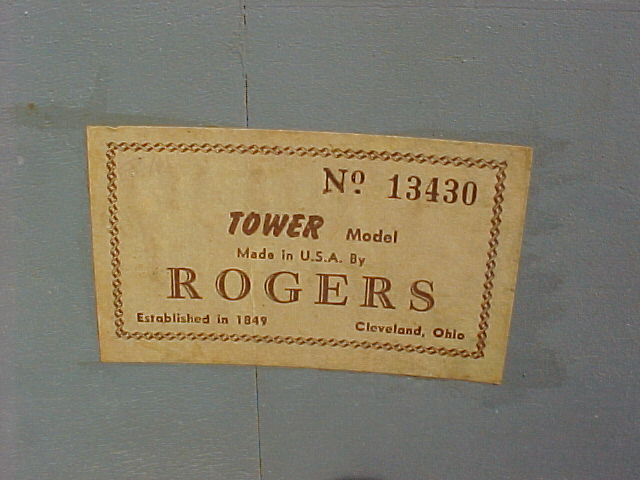 Nº 13430
TOWER Model
Made in U.S.A. By
ROGERS
Established in 1849 Cleveland, Ohio